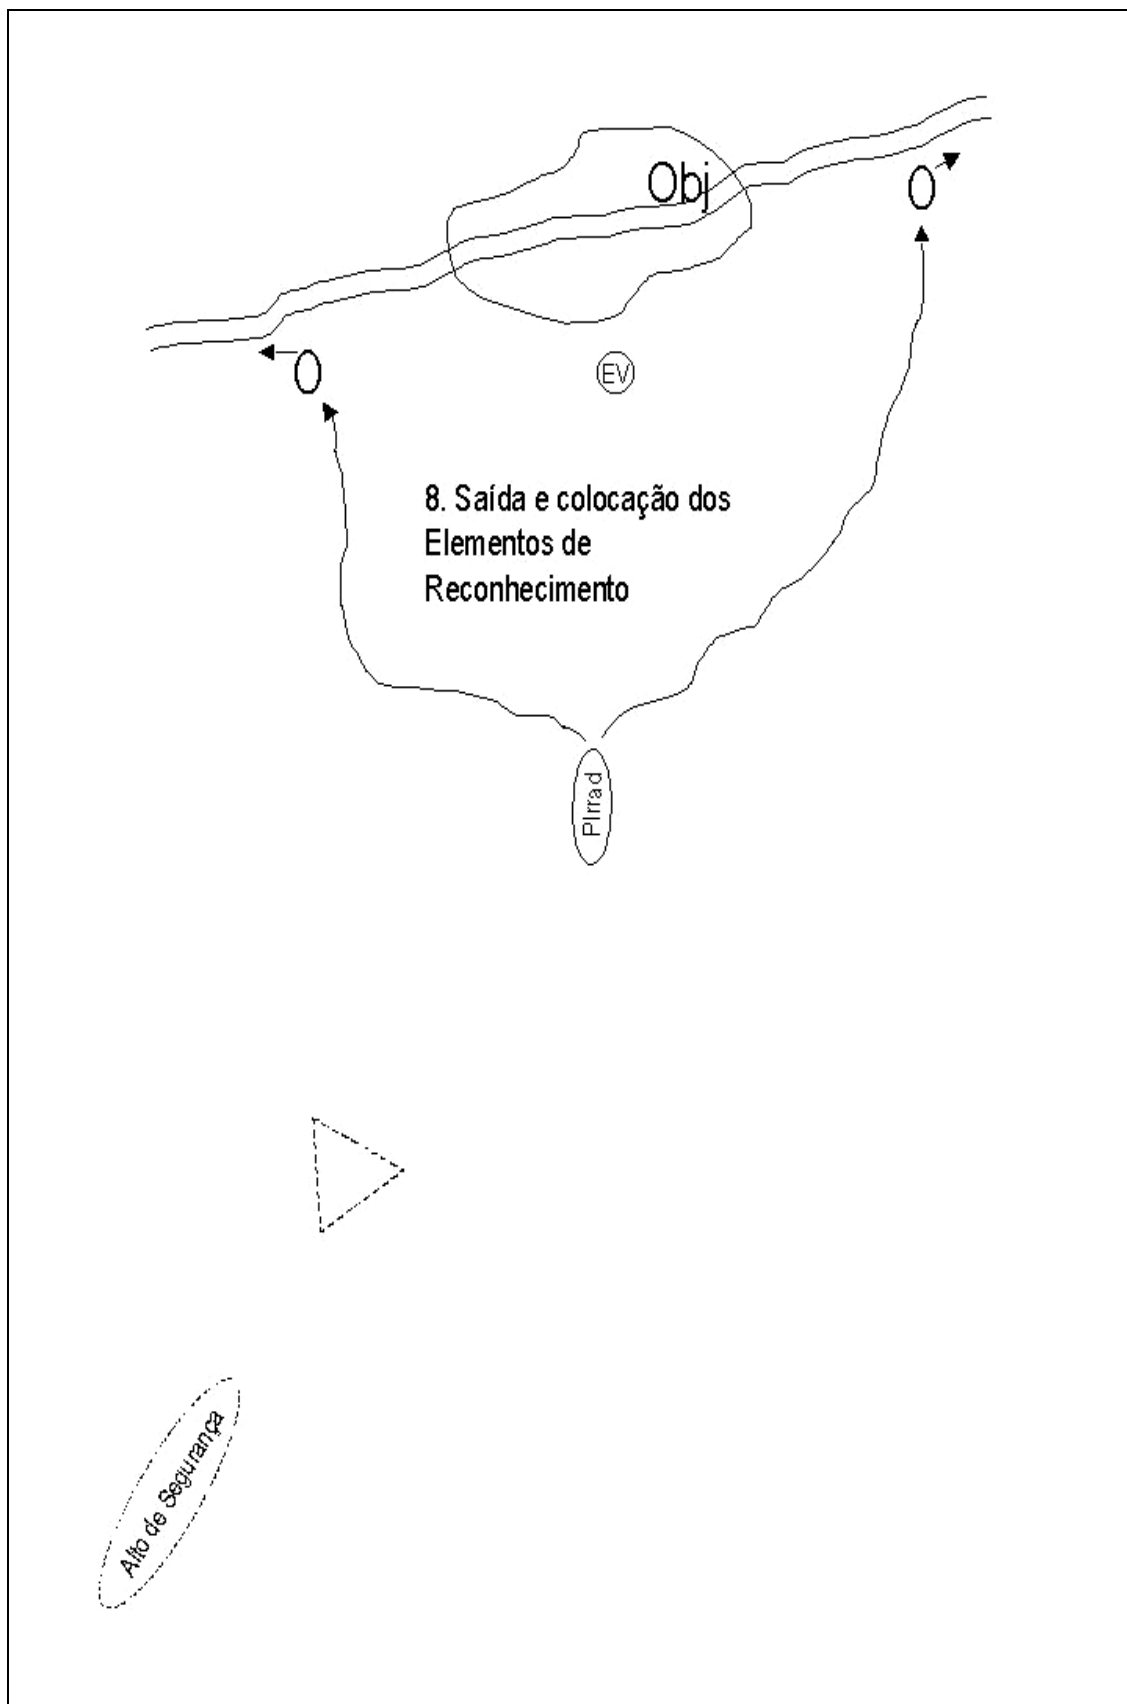 Obj
O
O
EV
8. Saída e colocação dos
Elementos de
Reconhecimento
PIrrad
Alto de Segurança